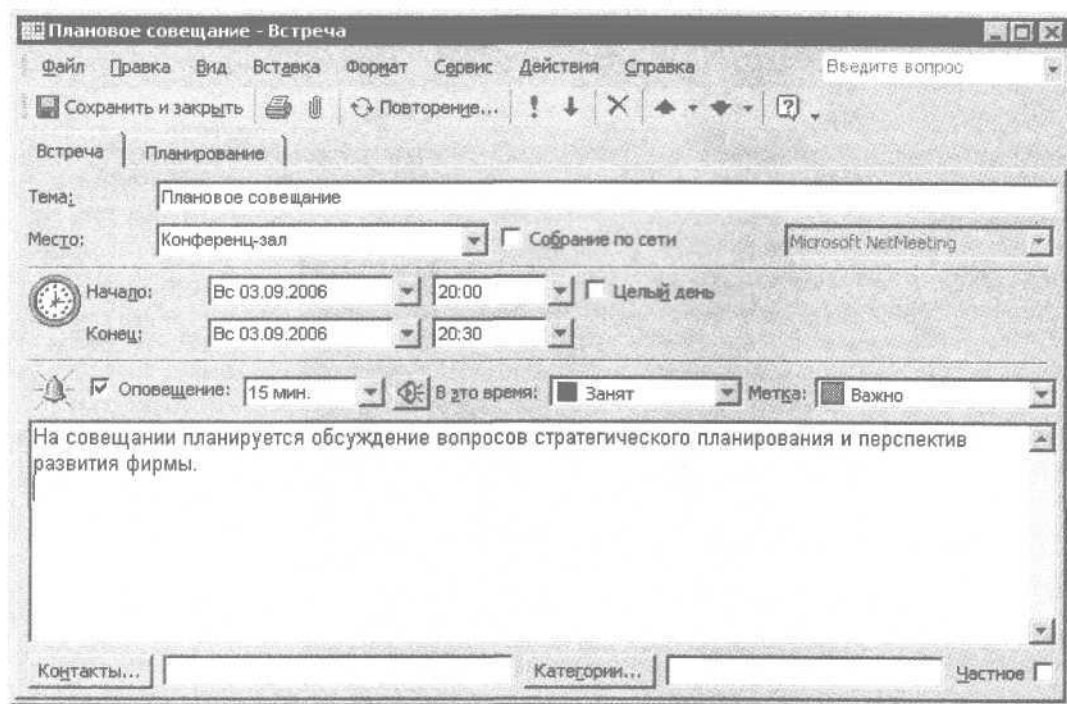 Плановое совещание - Встреча
Файл Правка Вид Вставка Формат Сервис Действия Справка Введите вопрос
Сохранить и закрыть Повторение...
Встреча Планирование
Тема: Плановое совещание
Место: Конференц-зал Собрание по сети Microsoft NetMeeting
Начало: Вс 03.09.2006 20:00 Целый день
Конец: Вс 03.09.2006 20:30
Оповещение: 15 мин. В это время: Занят Метка: Важно
На совещании планируется обсуждение вопросов стратегического планирования и перспектив
развития фирмы.
Контакты... Категории... Частное